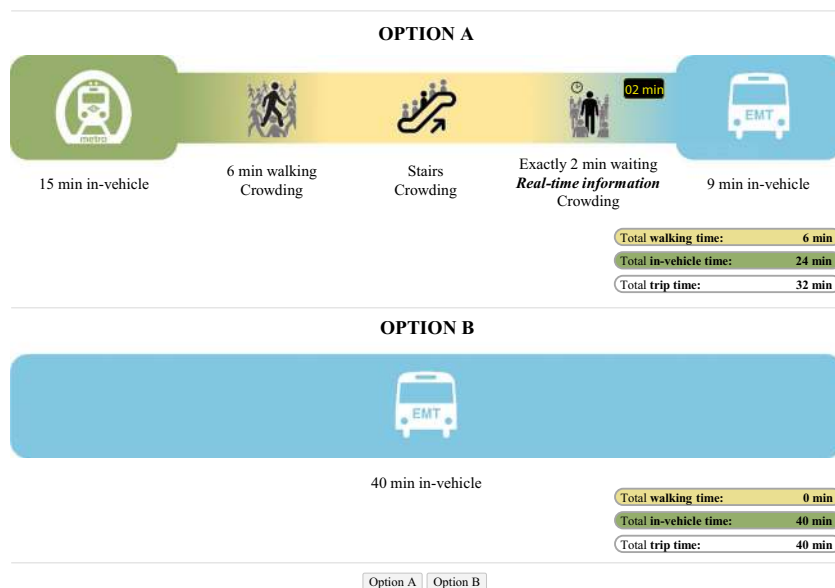 OPTION A
metro
02 min
EMT
15 min in-vehicle
6 min walking
Crowding
Stairs
Crowding
Exactly 2 min waiting
Real-time information
Crowding
9 min in-vehicle
Total walking time: 6 min
Total in-vehicle time: 24 min
Total trip time: 32 min
OPTION B
EMT
40 min in-vehicle
Total walking time: 0 min
Total in-vehicle time: 40 min
Total trip time: 40 min
Option A Option B